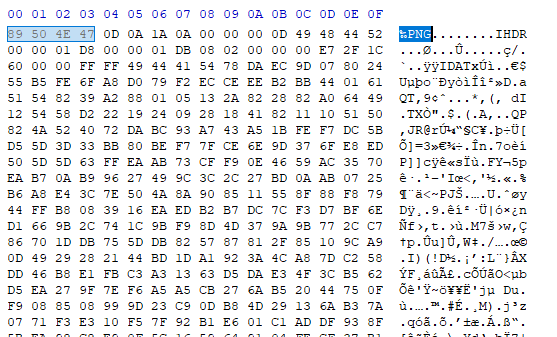 00 01 02 03 04 05 06 07 08 09 0A 0B 0C 0D 0E 0F
89 50 4E 47 0D 0A 1A 0A 00 00 00 0D 49 48 44 52 ‰PNG........IHDR
00 00 01 D8 00 00 01 DB 08 02 00 00 00 E7 2F 1C ...Ø...Û.....ç/.
60 00 00 FF FF 49 44 41 54 78 DA EC 9D 07 80 24 `..ÿÿIDATxÚì..€$
55 B5 FE 6F A8 D0 79 F2 EC CE EE B2 BB 44 01 61 Uµþo¨ÐyòìÎî²»D.a
51 54 82 39 A2 88 01 05 13 2A 82 28 82 A0 64 49 QT‚9¢ˆ...*‚(‚ dI
12 54 58 D2 22 19 24 09 28 18 41 82 11 10 51 50 .TXÒ".$.(.A‚..QP
82 4A 52 40 72 DA BC 93 A7 43 A5 1B FE F7 DC 5B ‚JR@rÚ¼“§C¥.þ÷Ü[
D5 5D 3D 33 BB 80 BE F7 7F CE 6E 9D 37 6F E8 ED Õ]=3»€¾÷.În.7oèí
50 5D 5D 63 FF EA AB 73 CF F9 0E 46 59 AC 35 70 P]]cÿê«sÏù.FY¬5p
EA B7 0A B9 96 27 49 9C 3C 2C 27 BD 0A AB 07 25 ê·.¹–'Iœ<,'½.«.%
B6 A8 E4 3C 7E 50 4A 8A 90 85 11 55 8F 88 F8 79 ¶¨ä<~PJŠ.….U.ˆøy
44 FF B8 08 39 16 EA ED B2 B7 DC 7C F3 D7 BF 6E Dÿ¸.9.êí²·Ü|ó×¿n
D1 66 9B 2C 74 1C 9B F9 8D 4D 37 9A 9B 77 2C C7 Ñf›,t.›ù.M7š›w,Ç
86 70 1D DB 75 5D DB 82 57 87 81 2F 85 10 9C A9 †p.Ûu]Û‚W‡./….œ©
0D 49 29 28 21 44 BD 1D A1 92 3A 4C A8 7D C2 58 .I)(!D½.¡’:L¨}ÂX
DD 46 B8 E1 FB C3 A3 13 63 D5 DA E3 4F 3C B5 62 ÝF¸áûÃ£.cÕÚãO<µb
D5 EA 27 9F 7E F6 A5 A5 CB 27 6A B5 20 44 75 0F Õê'Ÿ~ö¥¥Ë'jµ Du.
F9 08 85 08 99 9D 23 C9 0D B8 4D 29 13 6A B3 7A ù.….™.#É.¸M).j³z
07 71 F3 E3 10 F5 7F 92 B1 E6 01 C1 AD DF 93 8F .qóã.õ.’±æ.Á.ß“.